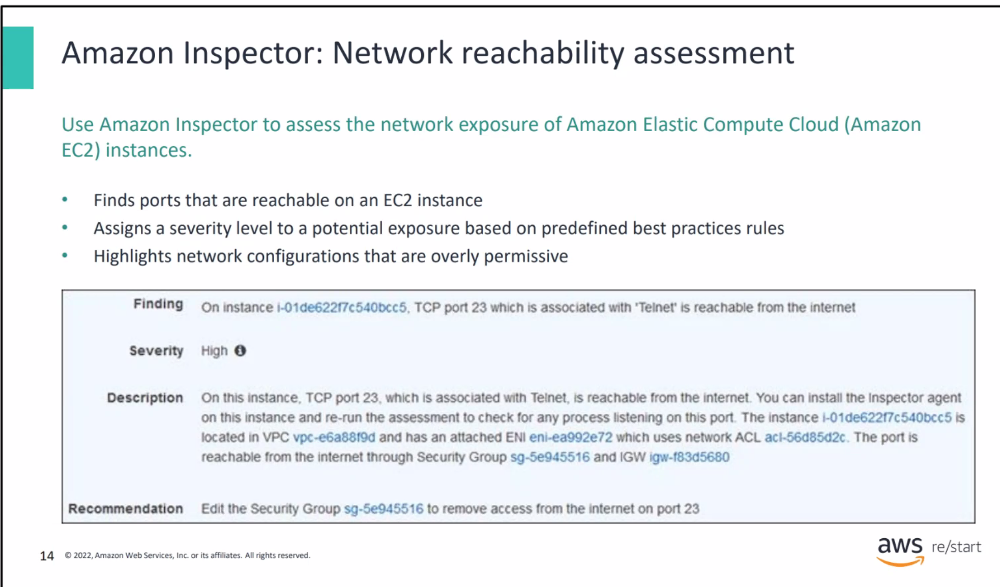 Amazon Inspector: Network reachability assessment
Use Amazon Inspector to assess the network exposure of Amazon Elastic Compute Cloud (Amazon
EC2) instances.
• Finds ports that are reachable on an EC2 instance
• Assigns a severity level to a potential exposure based on predefined best practices rules
• Highlights network configurations that are overly permissive
Finding On instance i-01de622f7c540bcc5, TCP port 23 which is associated with 'Telnet' is reachable from the internet
Severity High
Description On this instance, TCP port 23, which is associated with Telnet, is reachable from the internet. You can install the Inspector agent
on this instance and re-run the assessment to check for any process listening on this port. The instance i-01de622f7c540bcc5 is
located in VPC vpc-e6a88f9d and has an attached ENI eni-ea992e72 which uses network ACL acl-56d85d2c. The port is
reachable from the internet through Security Group sg-5e945516 and IGW igw-f83d5680
Recommendation Edit the Security Group sg-5e945516 to remove access from the internet on port 23
14 © 2022, Amazon Web Services, Inc. or its affiliates. All rights reserved.
aws re/start